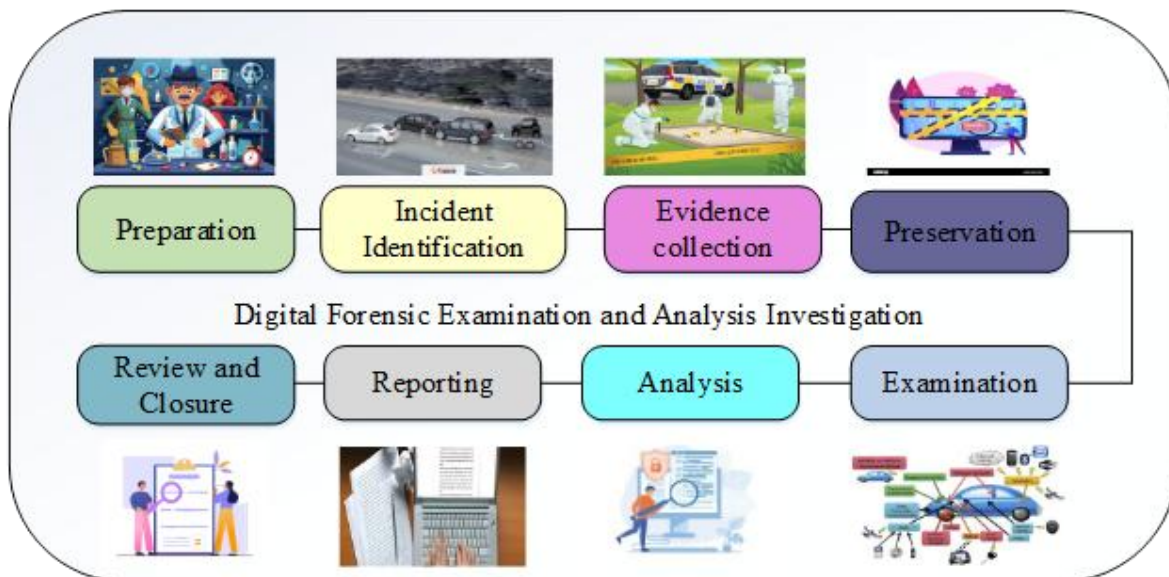 Preparation
Incident
Identification
Evidence
collection
Preservation
Digital Forensic Examination and Analysis Investigation
Review and
Closure
Reporting
Analysis
Examination